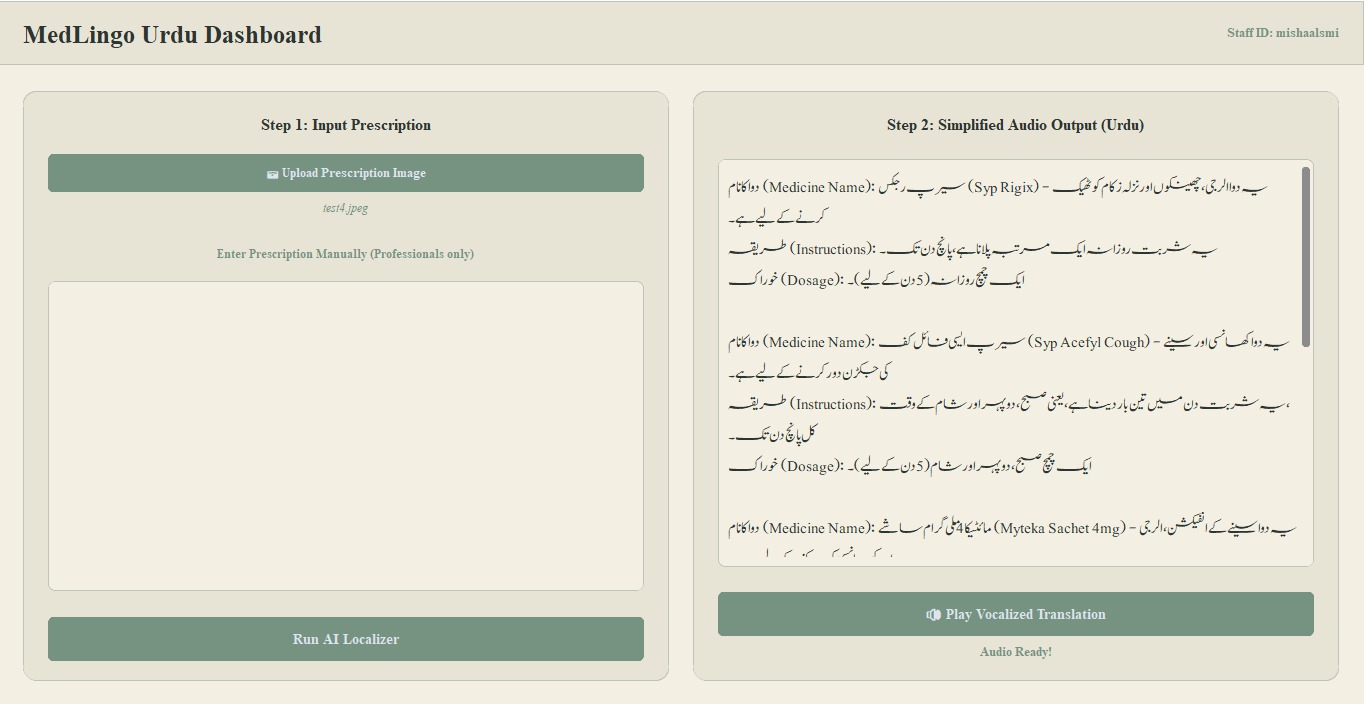 MedLingo Urdu Dashboard
Staff ID: mishaalsmi
Step 1: Input Prescription
Upload Prescription Image
test4.jpeg
Enter Prescription Manually (Professionals only)
Run AI Localizer
Step 2: Simplified Audio Output (Urdu)
دوا کا نام (Medicine Name): سیرپ رجکس (Syp Rigix) – یہ دوا الرجی، چھینکوں اور نزلہ زکام کو ٹھیک
کرنے کے لیے ہے۔
طریقہ (Instructions): یہ شربت روزانہ ایک مرتبہ پلانا ہے، پانچ دن تک۔
خوراک (Dosage): ایک چمچ روزانہ (5 دن کے لیے)۔
دوا کا نام (Medicine Name): سیرپ ایسی فائل کف (Syp Acefyl Cough) – یہ دوا کھانسی اور سینے
کی جکڑن دور کرنے کے لیے ہے۔
طریقہ (Instructions): یہ شربت دن میں تین بار دینا ہے، یعنی صبح، دوپہر اور شام کے وقت،
کل پانچ دن تک۔
خوراک (Dosage): ایک چمچ صبح، دوپہر اور شام (5 دن کے لیے)۔
دوا کا نام (Medicine Name): مائٹیکا 4 ملی گرام ساشے (Myteka Sachet 4mg) – یہ دوا سینے کے انفیکشن، الرجی
Play Vocalized Translation
Audio Ready!